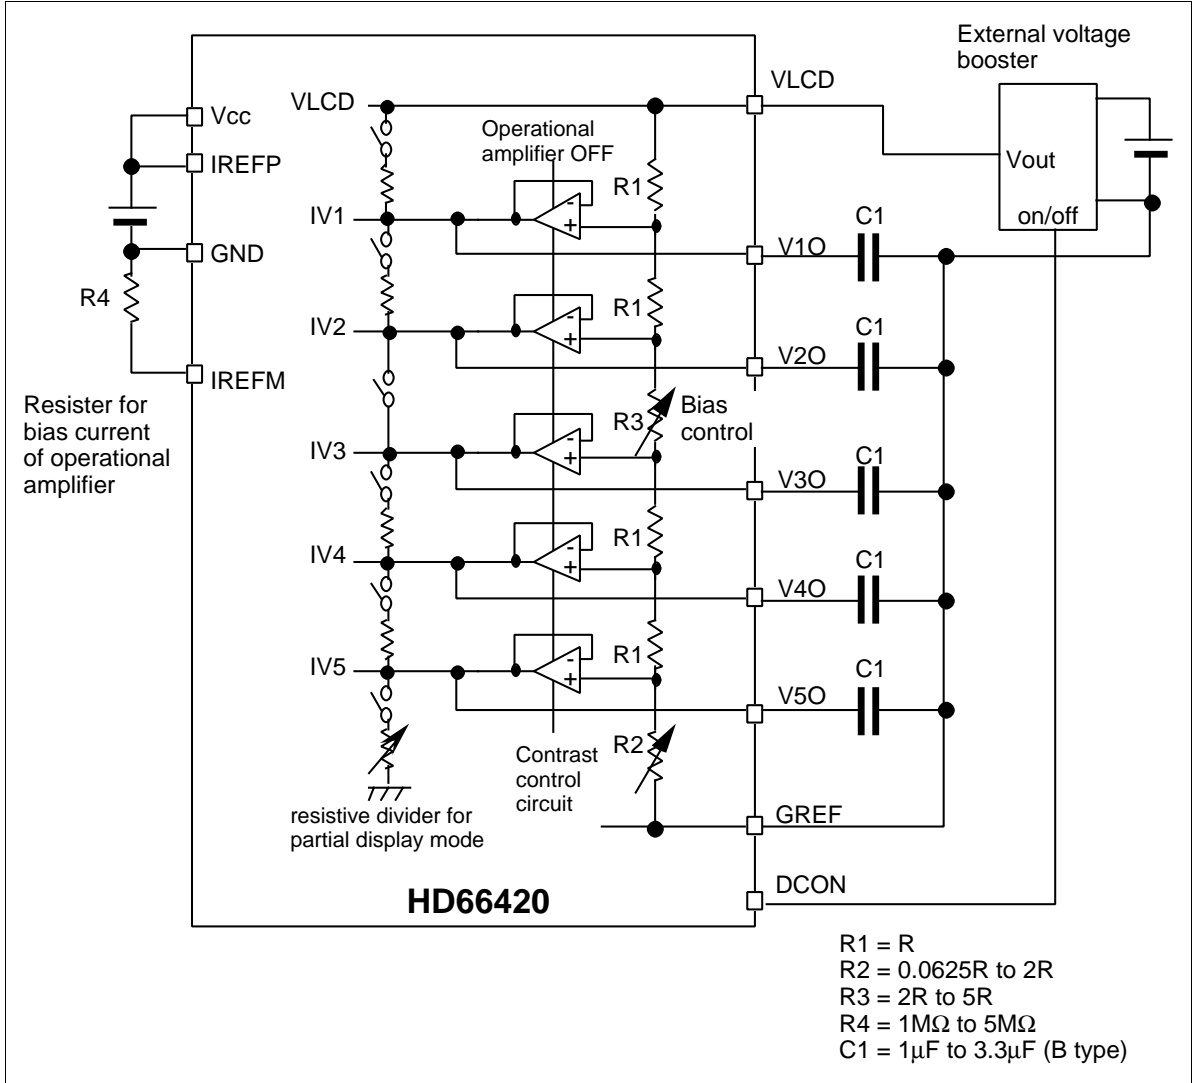 External voltage
booster
VLCD
Vcc
VLCD
Operational
amplifier OFF
IREFP
Vout
R1
+
IV1
on/off
C1
GND
V1O
R4
-
R1
C1
IV2
+
V2O
IREFM
Resister for
bias current
of operational
amplifier
-
R3
Bias
control
C1
IV3
+
V3O
-
R1
C1
IV4
+
V4O
-
R1
C1
IV5
+
V5O
R2
Contrast
control
circuit
resistive divider for
partial display mode
GREF
HD66420
DCON
R1 = R
R2 = 0.0625R to 2R
R3 = 2R to 5R
R4 = 1MΩ to 5MΩ
C1 = 1µF to 3.3µF (B type)